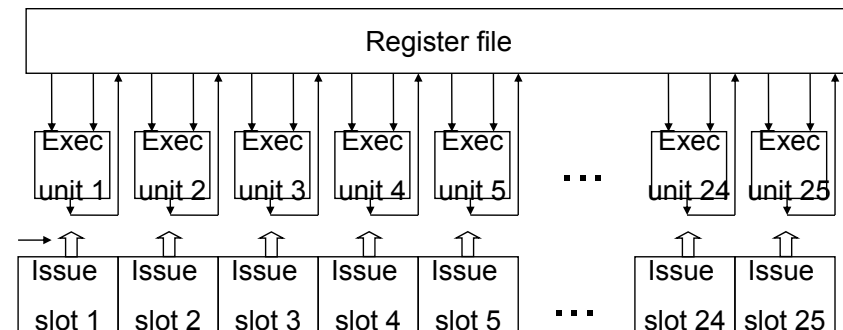 Register file
Exec Exec Exec Exec Exec Exec Exec
unit 1 unit 2 unit 3 unit 4 unit 5 ... unit 24 unit 25
Issue Issue Issue Issue Issue Issue Issue
slot 1 slot 2 slot 3 slot 4 slot 5 ... slot 24 slot 25